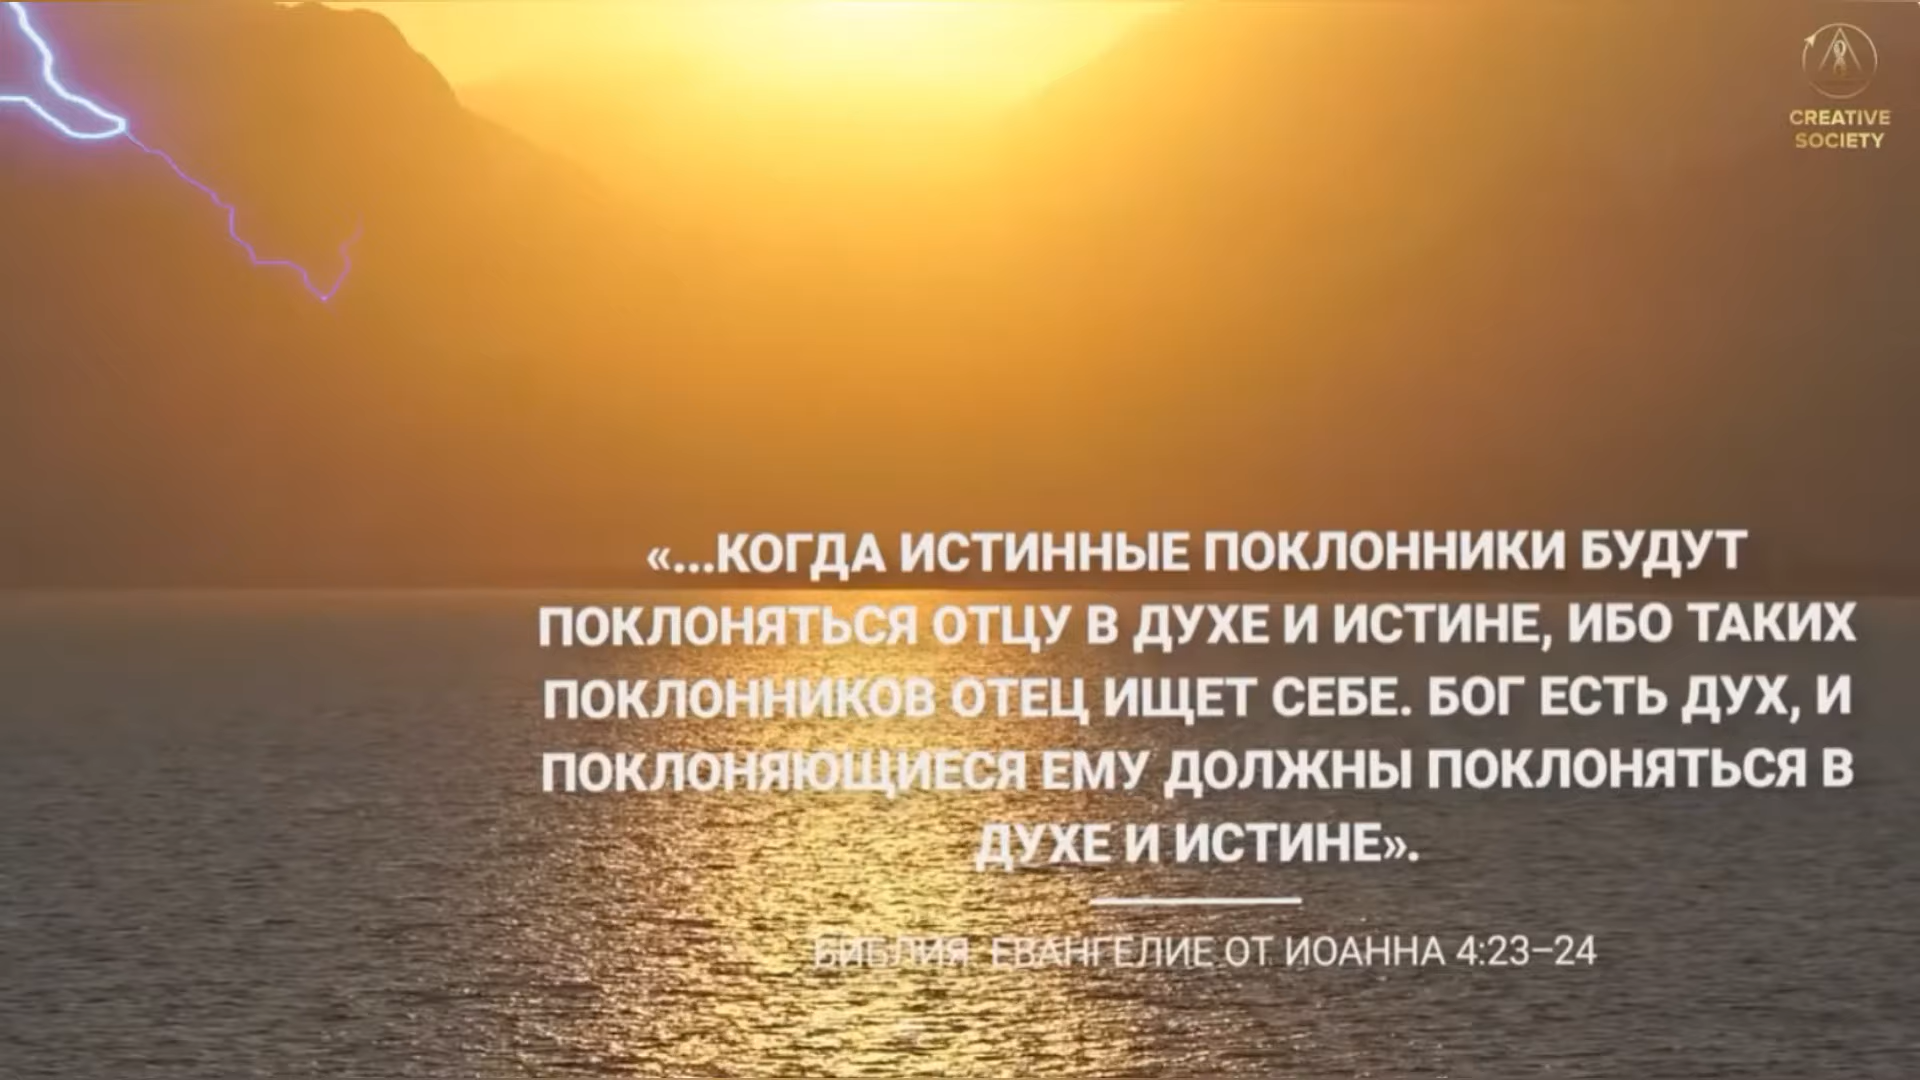 CREATIVE
SOCIETY
«...КОГДА ИСТИННЫЕ ПОКЛОННИКИ БУДУТ
ПОКЛОНЯТЬСЯ ОТЦУ В ДУХЕ И ИСТИНЕ, ИБО ТАКИХ
ПОКЛОННИКОВ ОТЕЦ ИЩЕТ СЕБЕ. БОГ ЕСТЬ ДУХ, И
ПОКЛОНЯЮЩИЕСЯ ЕМУ ДОЛЖНЫ ПОКЛОНЯТЬСЯ В
ДУХЕ И ИСТИНЕ».
БИБЛИЯ. ЕВАНГЕЛИЕ ОТ ИОАННА 4:23–24